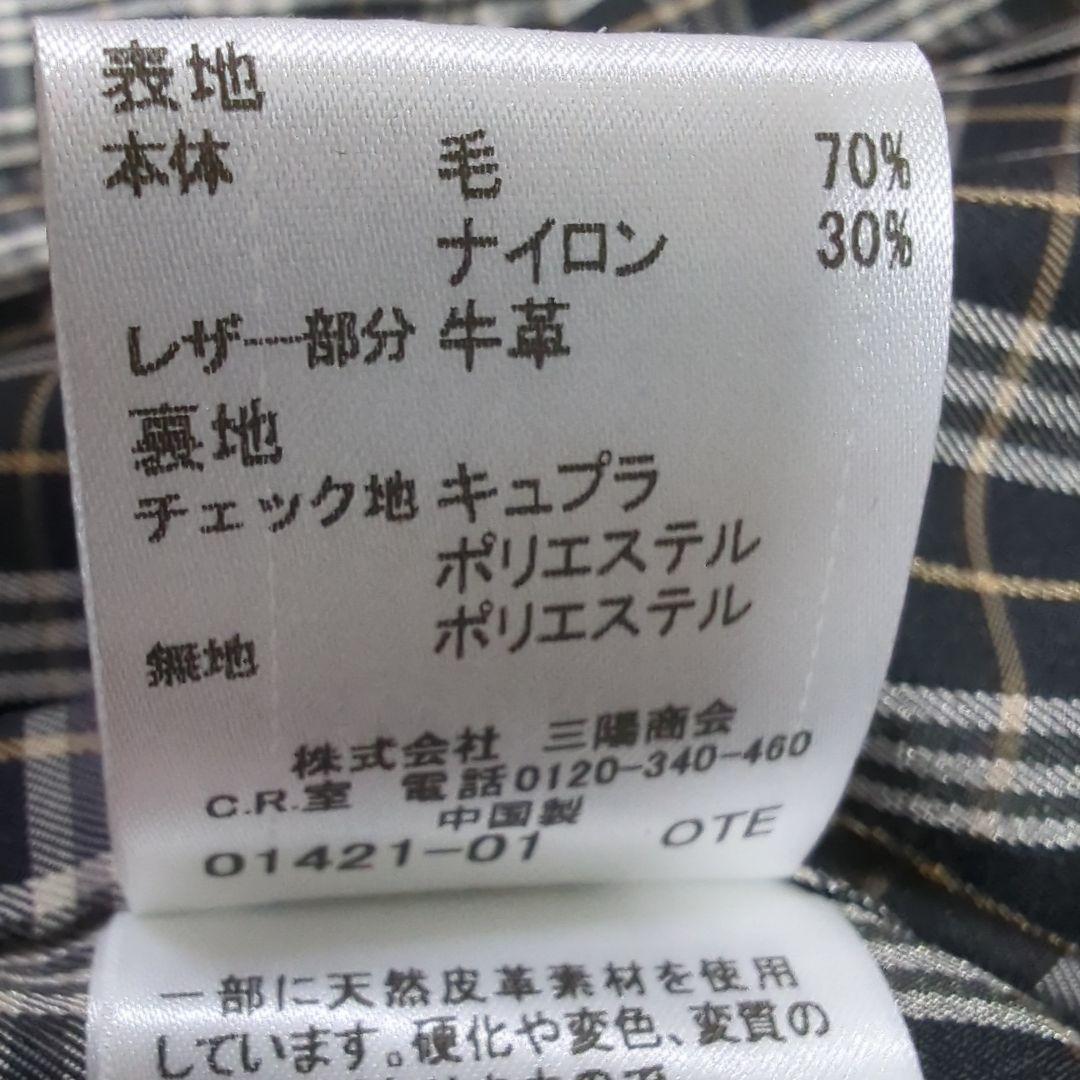 表地
本体 毛 70%
ナイロン 30%
レザー部分 牛革
裏地
チェック地 キュプラ
ポリエステル
無地 ポリエステル
株式会社 三陽商会
C.R.室 電話0120-340-460
中国製
01421-01 OTE
一部に天然皮革素材を使用
しています。硬化や変色、変質の